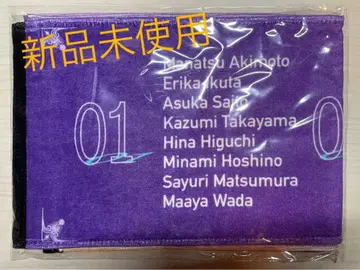 新品未使用
Manatsu Akimoto
Erika Ikuta
Asuka Saito
01
Kazumi Takayama
0
Hina Higuchi
Minami Hoshino
Sayuri Matsumura
Maaya Wada